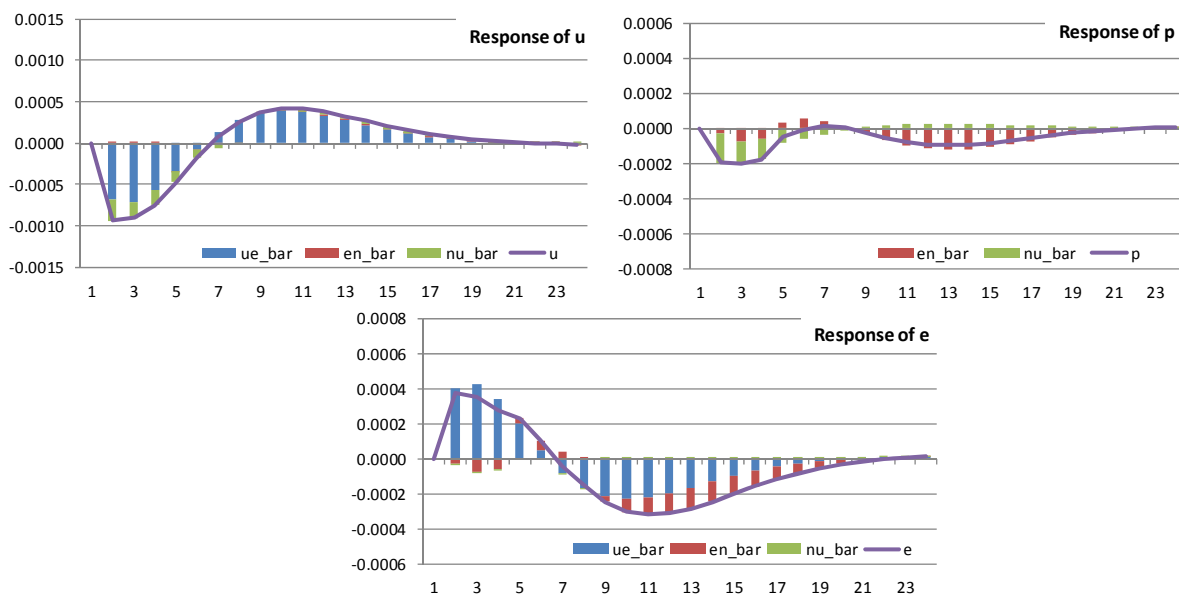 Response of u
0.0015
0.0010
0.0005
0.0000
-0.0005
-0.0010
-0.0015
ue_bar en_bar nu_bar u
1 3 5 7 9 11 13 15 17 19 21 23
Response of p
0.0006
0.0004
0.0002
0.0000
-0.0002
-0.0004
-0.0006
-0.0008
en_bar nu_bar p
1 3 5 7 9 11 13 15 17 19 21 23
Response of e
0.0008
0.0006
0.0004
0.0002
0.0000
-0.0002
-0.0004
-0.0006
ue_bar en_bar nu_bar e
1 3 5 7 9 11 13 15 17 19 21 23